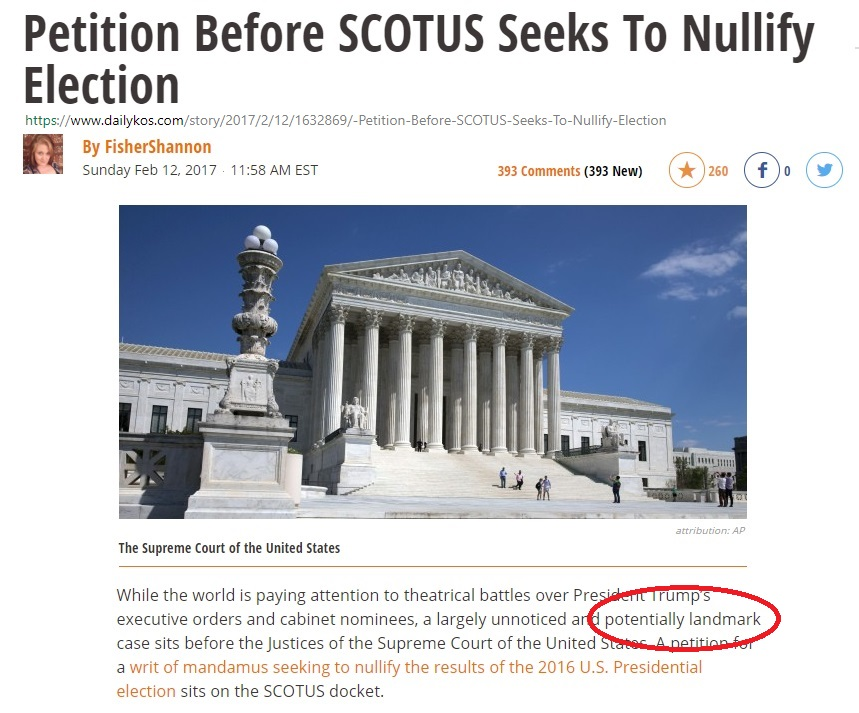 Petition Before SCOTUS Seeks To Nullify
Election
https://www.dailykos.com/story/2017/2/12/1632869/-Petition-Before-SCOTUS-Seeks-To-Nullify-Election
By FisherShannon
Sunday Feb 12, 2017 · 11:58 AM EST
393 Comments (393 New) 260 f 0
attribution: AP
The Supreme Court of the United States
While the world is paying attention to theatrical battles over President Trump's
executive orders and cabinet nominees, a largely unnoticed and potentially landmark
case sits before the Justices of the Supreme Court of the United States. A petition for
a writ of mandamus seeking to nullify the results of the 2016 U.S. Presidential
election sits on the SCOTUS docket.